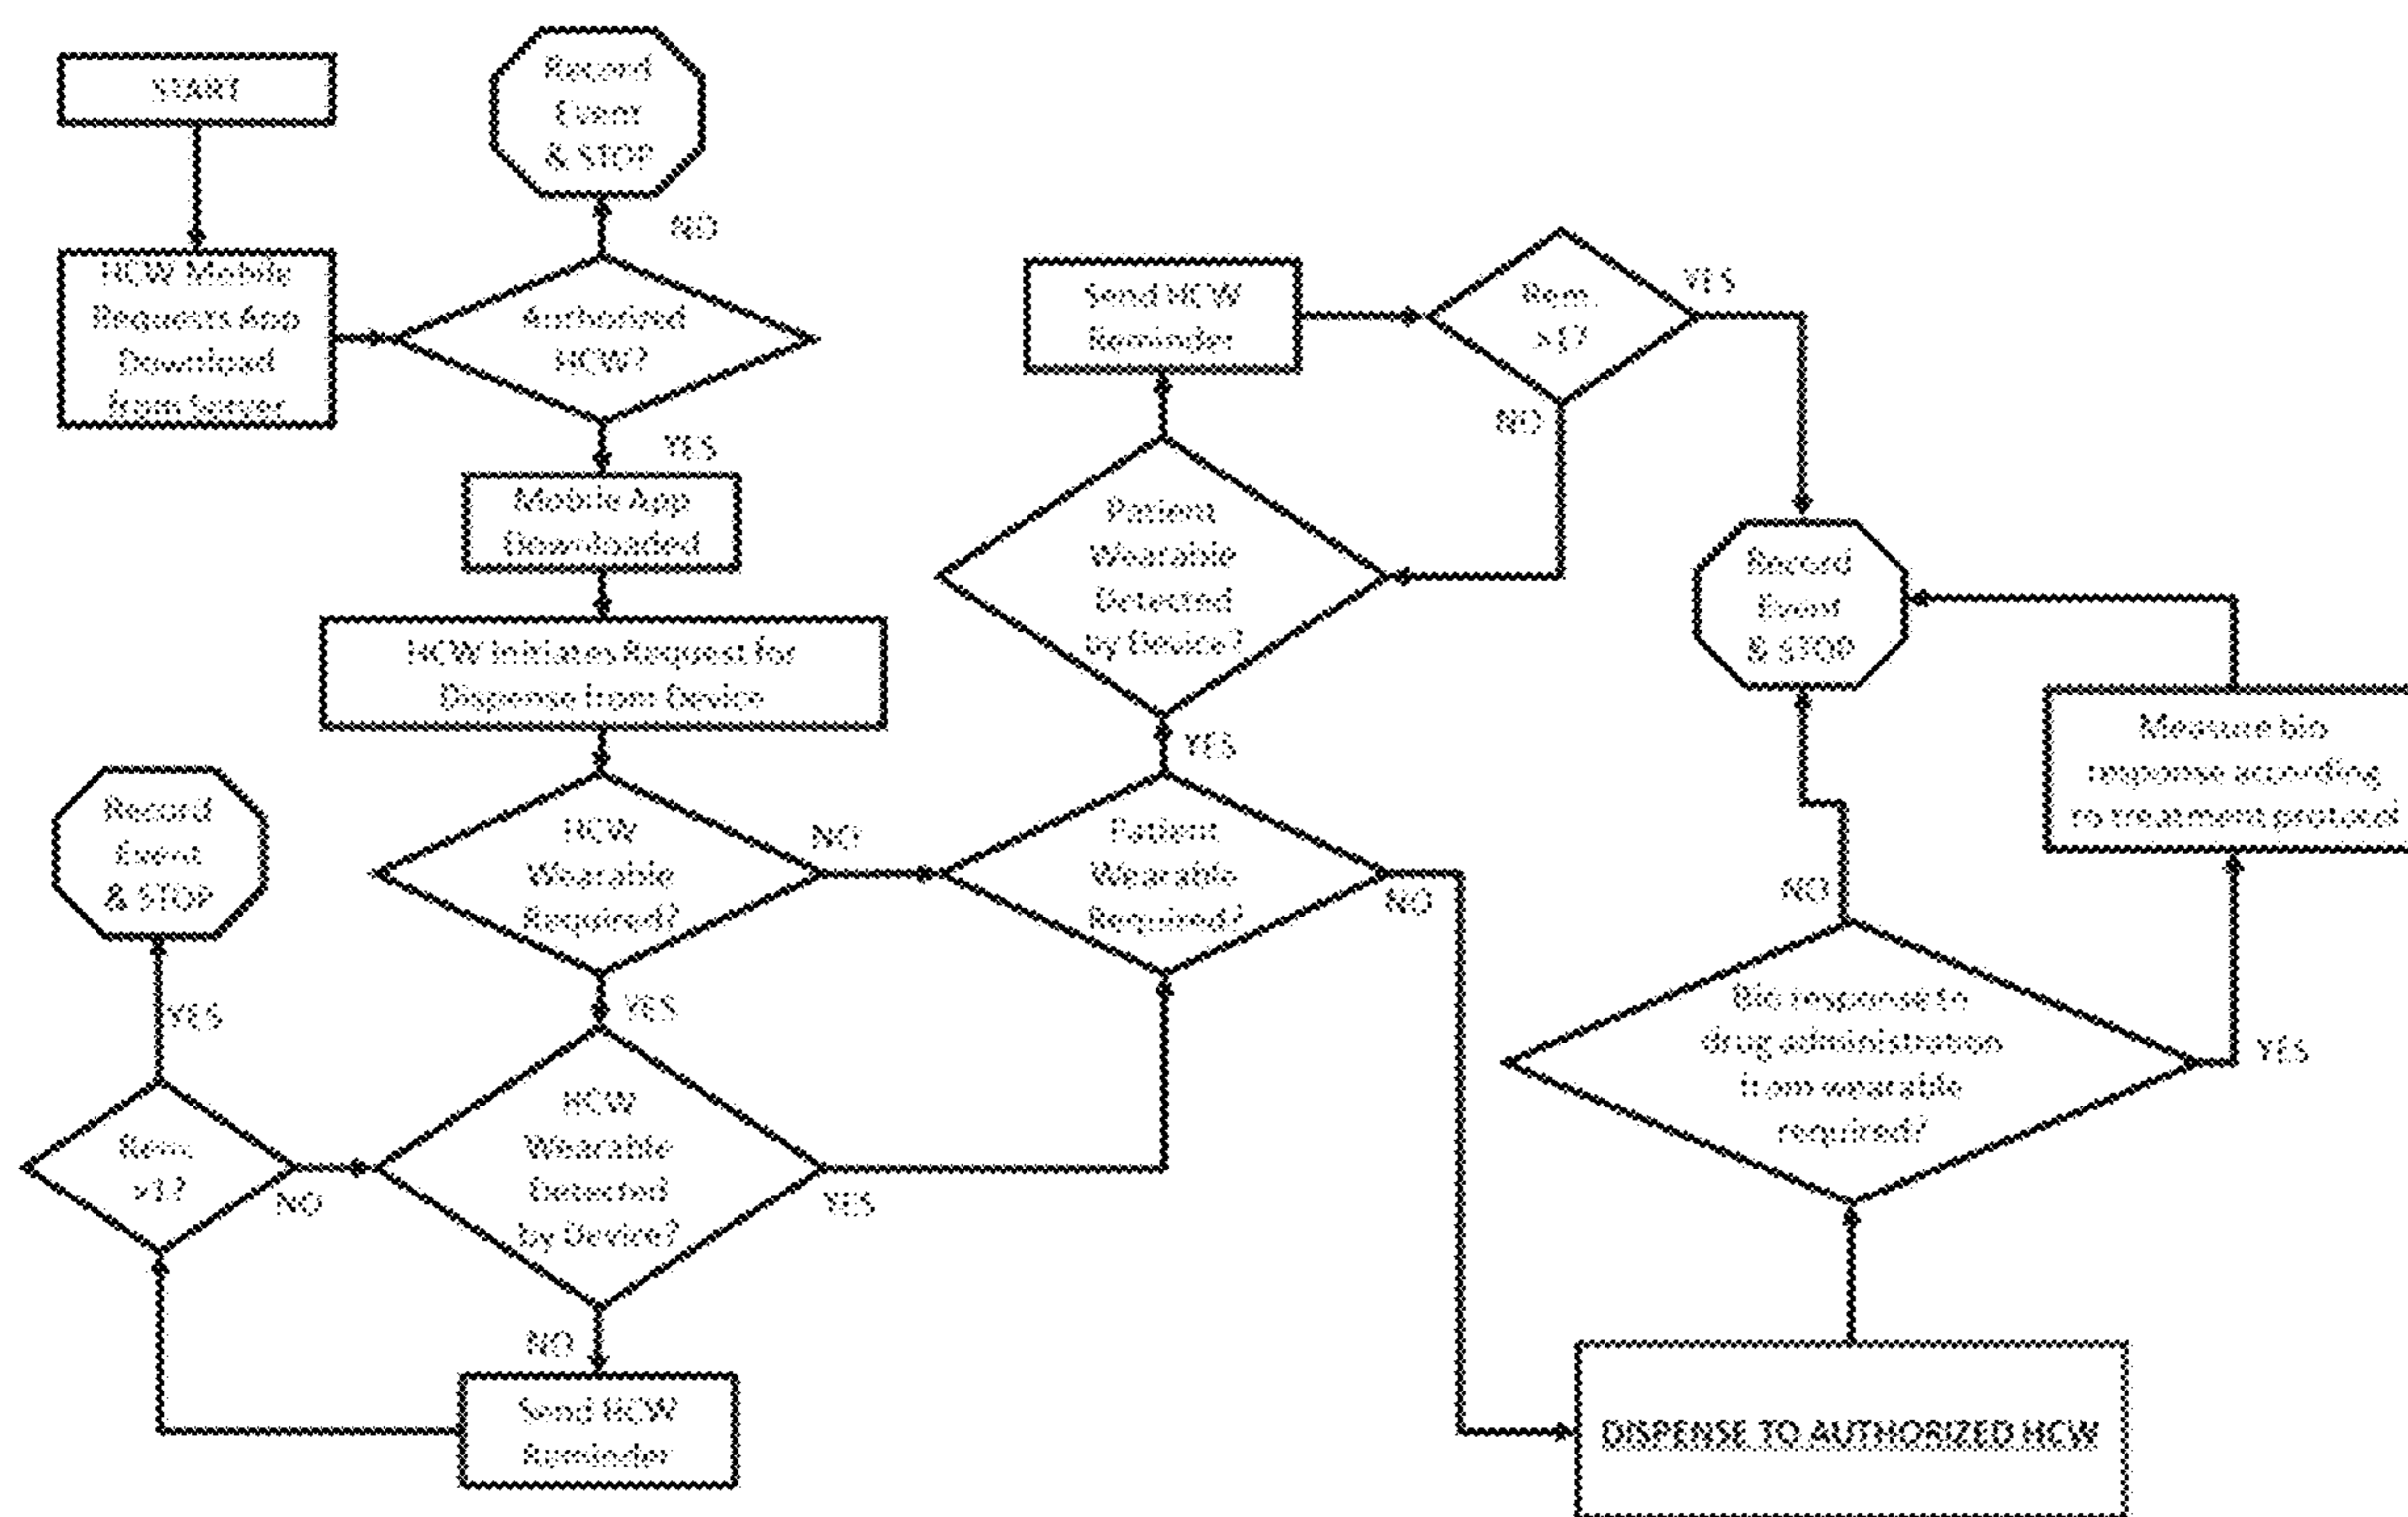 START
HCW Mobile
Requests App
Download
from Server
Record
Event
& STOP
NO
Authorized
HCW?
YES
Mobile App
Downloaded
HCW Initiates Request for
Dispense from Device
HCW
Wearable
Required?
NO
YES
HCW
Wearable
Detected
by Device?
YES
NO
Send HCW
Reminder
Rem.
>1?
NO
YES
Record
Event
& STOP
Patient
Wearable
Required?
YES
NO
Patient
Wearable
Detected
by Device?
Send HCW
Reminder
Rem.
>1?
YES
NO
Record
Event
& STOP
DISPENSE TO AUTHORIZED HCW
Bio response to
drug administration
from wearable
required?
NO
YES
Measure bio
response according
ro treatment protocol